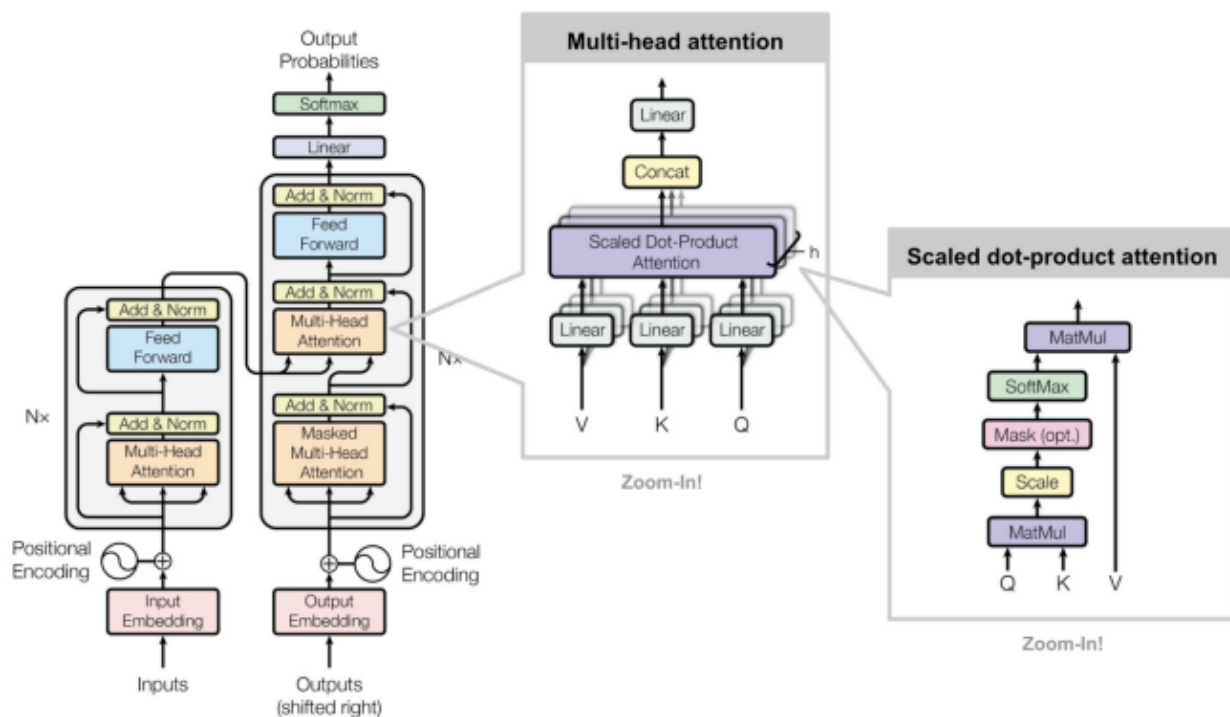 Output
Probabilities
Softmax
Linear
Add & Norm
Feed
Forward
Add & Norm
Multi-Head
Attention
Nx
Add & Norm
Masked
Multi-Head
Attention
Positional
Encoding
Output
Embedding
Outputs
(shifted right)
Add & Norm
Feed
Forward
Nx
Add & Norm
Multi-Head
Attention
Positional
Encoding
Input
Embedding
Inputs
Multi-head attention
Linear
Concat
Scaled Dot-Product
Attention
h
Linear Linear Linear
V K Q
Zoom-In!
Scaled dot-product attention
MatMul
SoftMax
Mask (opt.)
Scale
MatMul
Q K V
Zoom-In!